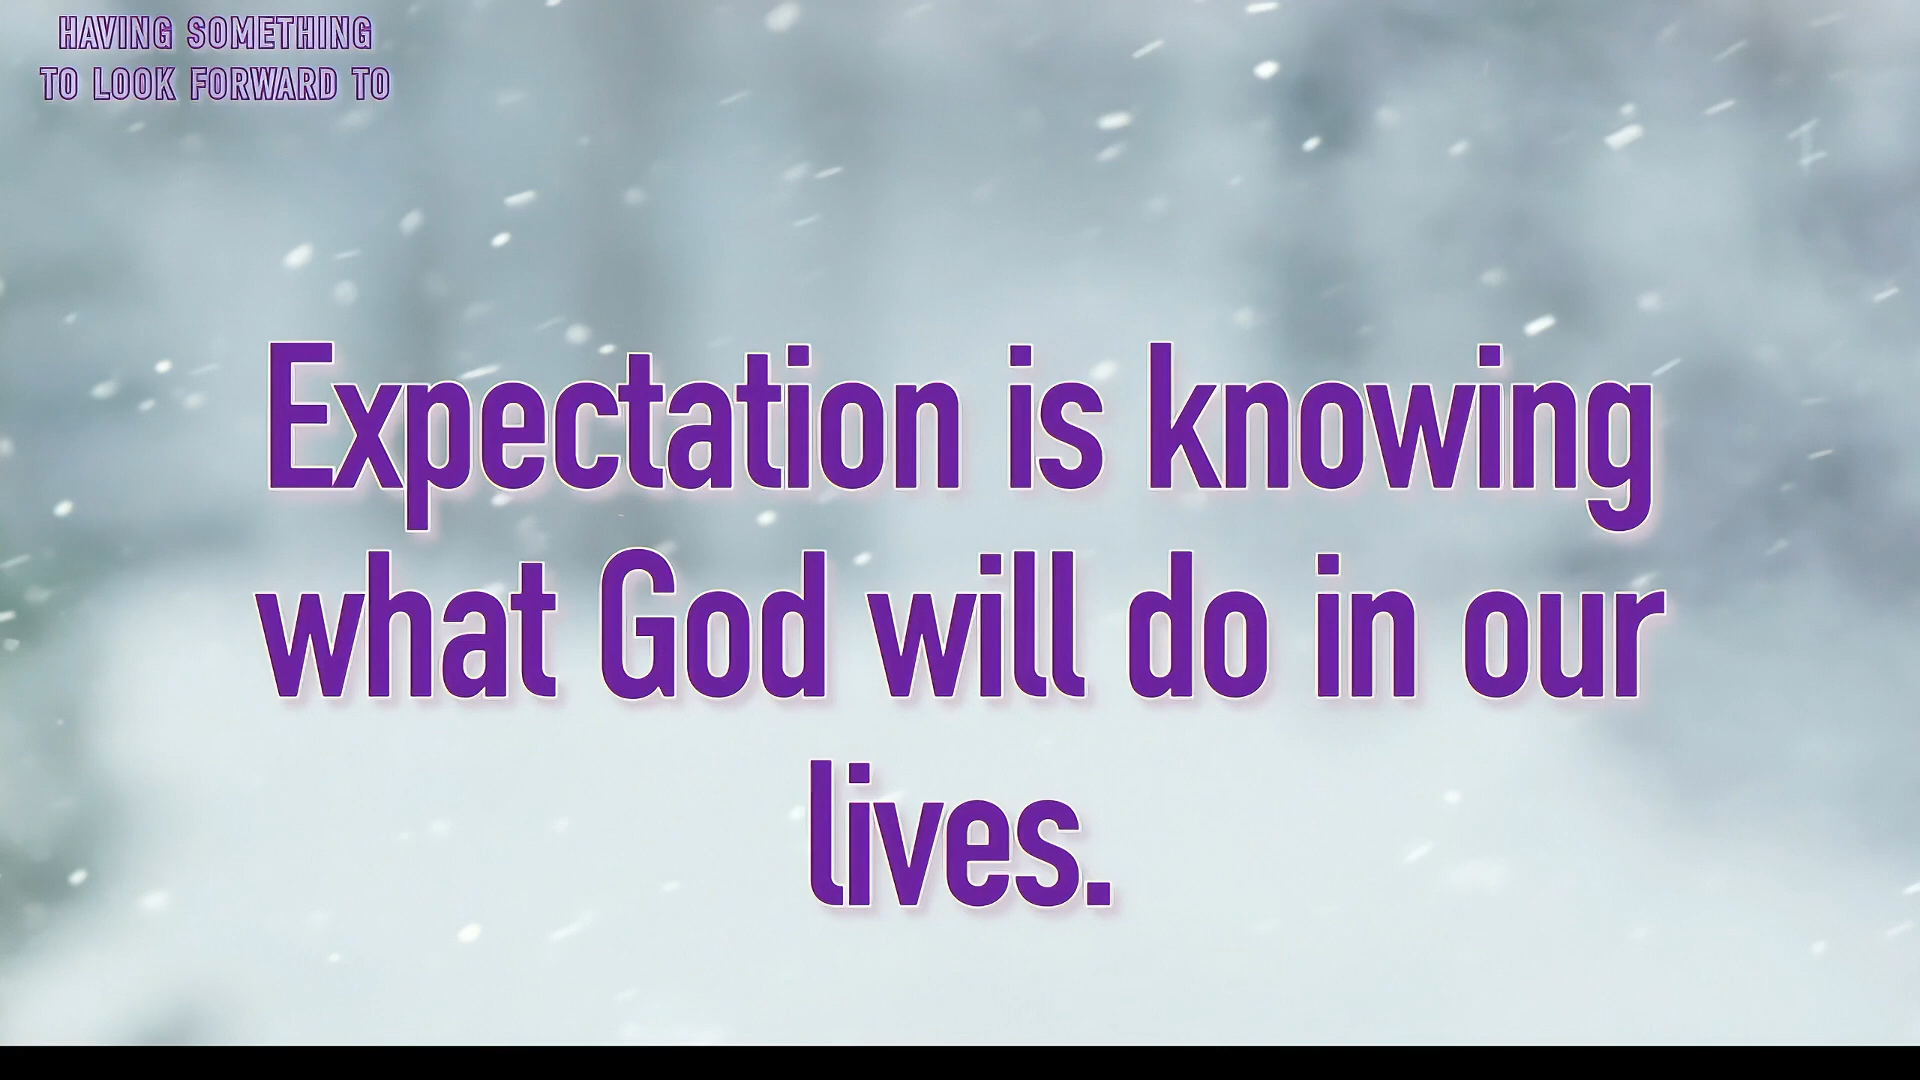 HAVING SOMETHING
TO LOOK FORWARD TO
Expectation is knowing
what God will do in our
lives.